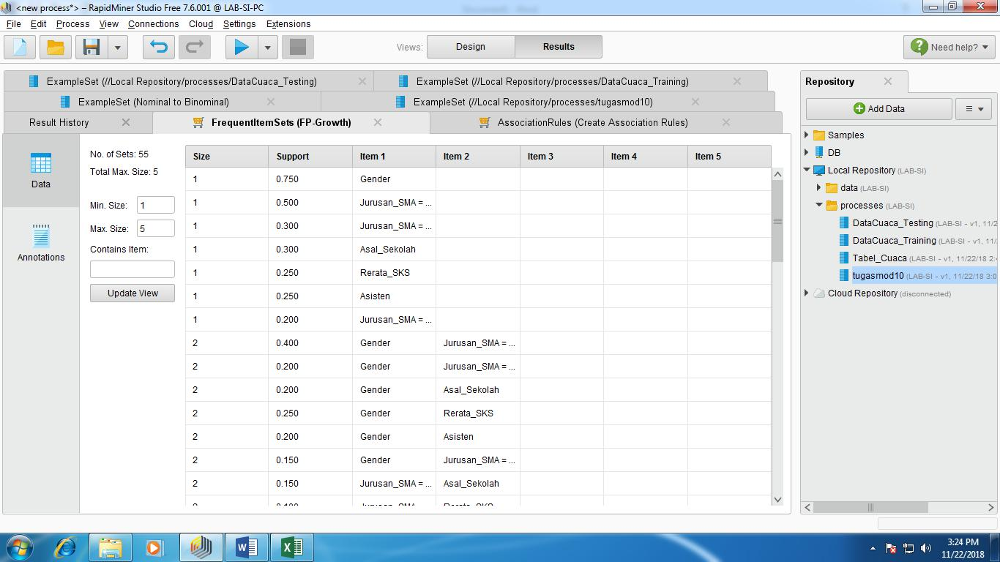 <new process*> – RapidMiner Studio Free 7.6.001 @ LAB-SI-PC
File Edit Process View Connections Cloud Settings Extensions
Views: Design Results Need help?
ExampleSet (//Local Repository/processes/DataCuaca_Testing) ExampleSet (//Local Repository/processes/DataCuaca_Training)
ExampleSet (Nominal to Binominal) ExampleSet (//Local Repository/processes/tugasmod10)
Result History FrequentItemSets (FP-Growth) AssociationRules (Create Association Rules)
Data
Annotations
No. of Sets: 55
Total Max. Size: 5
Min. Size: 1
Max. Size: 5
Contains Item:
Update View
Size Support Item 1 Item 2 Item 3 Item 4 Item 5
1 0.750 Gender
1 0.500 Jurusan_SMA = ...
1 0.300 Jurusan_SMA = ...
1 0.300 Asal_Sekolah
1 0.250 Rerata_SKS
1 0.250 Asisten
1 0.200 Jurusan_SMA = ...
2 0.400 Gender Jurusan_SMA = ...
2 0.200 Gender Jurusan_SMA = ...
2 0.200 Gender Asal_Sekolah
2 0.250 Gender Rerata_SKS
2 0.200 Gender Asisten
2 0.150 Gender Jurusan_SMA = ...
2 0.150 Jurusan_SMA = ... Asal_Sekolah
Repository
Add Data
Samples
DB
Local Repository (LAB-SI)
data (LAB-SI)
processes (LAB-SI)
DataCuaca_Testing (LAB-SI - v1, 11/2
DataCuaca_Training (LAB-SI - v1, 11/
Tabel_Cuaca (LAB-SI - v1, 11/22/18 2:
tugasmod10 (LAB-SI - v1, 11/22/18 3:0
Cloud Repository (disconnected)
3:24 PM
11/22/2018